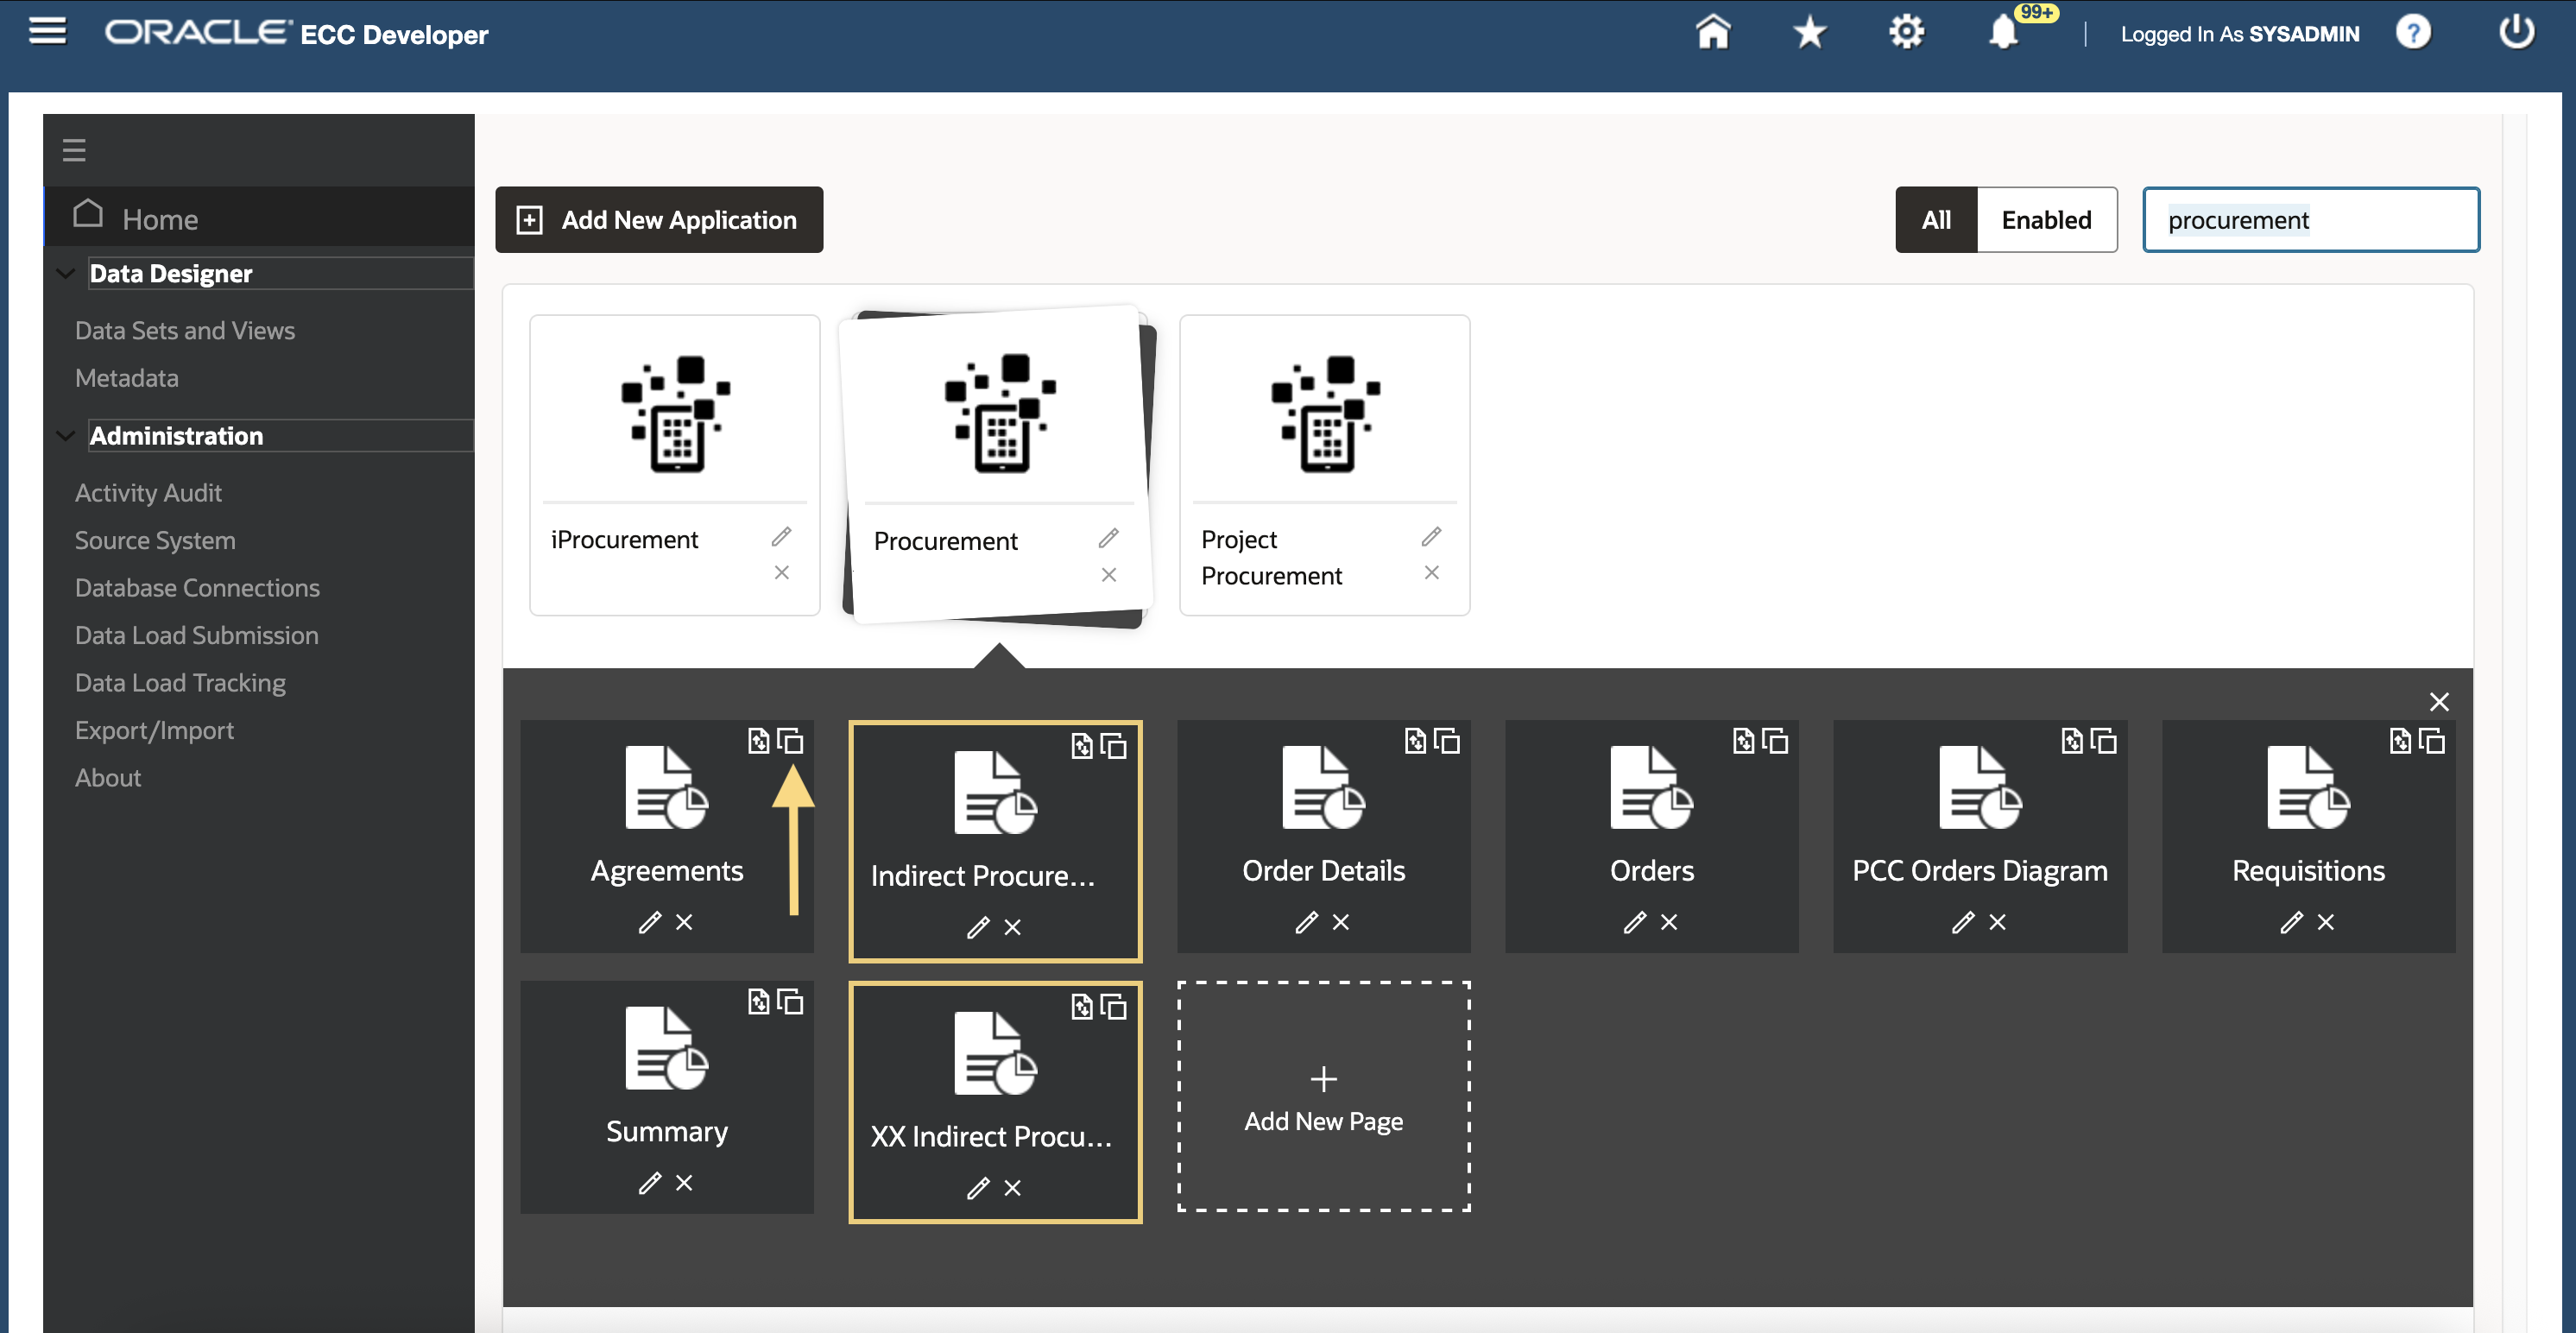 ORACLE ECC Developer
99+
Logged In As SYSADMIN
?
Home
Data Designer
Data Sets and Views
Metadata
Administration
Activity Audit
Source System
Database Connections
Data Load Submission
Data Load Tracking
Export/Import
About
Add New Application
All
Enabled
procurement
iProcurement
Procurement
Project
Procurement
Agreements
Indirect Procure...
Order Details
Orders
PCC Orders Diagram
Requisitions
Summary
XX Indirect Procu...
Add New Page